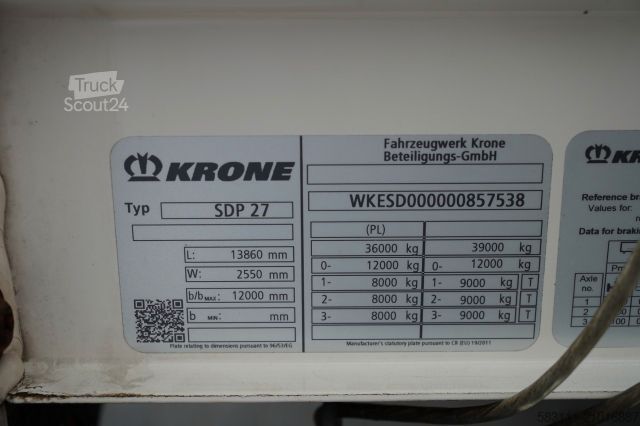 Truck
Scout24
KRONE
Fahrzeugwerk Krone
Beteiligungs-GmbH
Typ SDP 27
WKESD000000857538
(PL)
L: 13860 mm
W: 2550 mm
b/bMAX: 12000 mm
b MIN.: mm
36000 kg 39000 kg
0- 12000 kg 0- 12000 kg
1- 8000 kg 1- 9000 kg T
2- 8000 kg 2- 9000 kg T
3- 8000 kg 3- 9000 kg T
Plate relating to dimensions pursuant to 96/53/EG
Manufacturer's statutory plate pursuant to CR (EU) 19/2011
KRO
Reference bra
Values for:
Data for brakin
Axle
no.
1
2
3